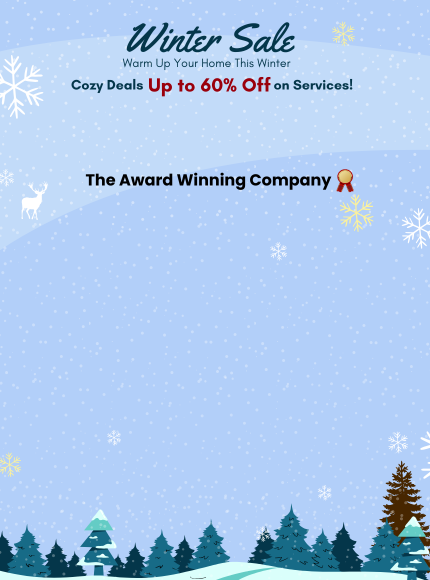 Winter Sale
Warm Up Your Home This Winter
Cozy Deals Up to 60% Off on Services!
The Award Winning Company